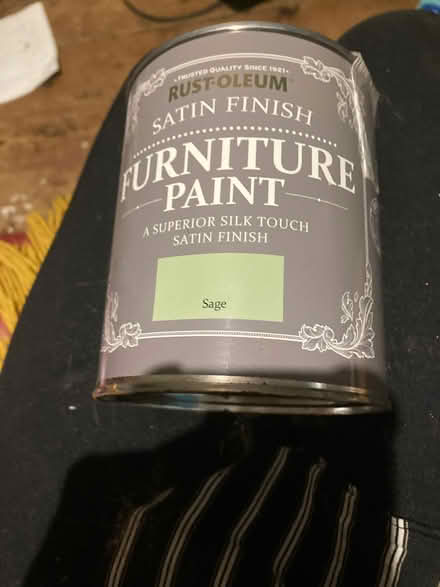 ·TRUSTED QUALITY SINCE 1921·
RUST-OLEUM
SATIN FINISH
FURNITURE
PAINT
A SUPERIOR SILK TOUCH
SATIN FINISH
Sage